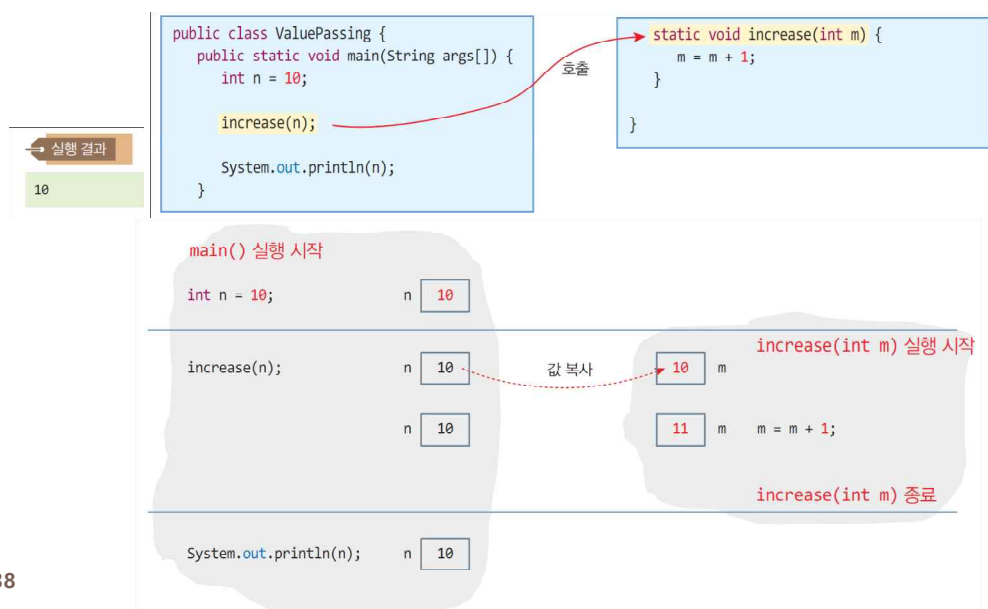 public class ValuePassing {
public static void main(String args[]) {
int n = 10;
increase(n);
System.out.println(n);
}
호출
static void increase(int m) {
m = m + 1;
}
}
실행 결과
10
main() 실행 시작
int n = 10; n 10
increase(int m) 실행 시작
increase(n); n 10 값 복사 10 m
n 10 11 m m = m + 1;
increase(int m) 종료
System.out.println(n); n 10
38